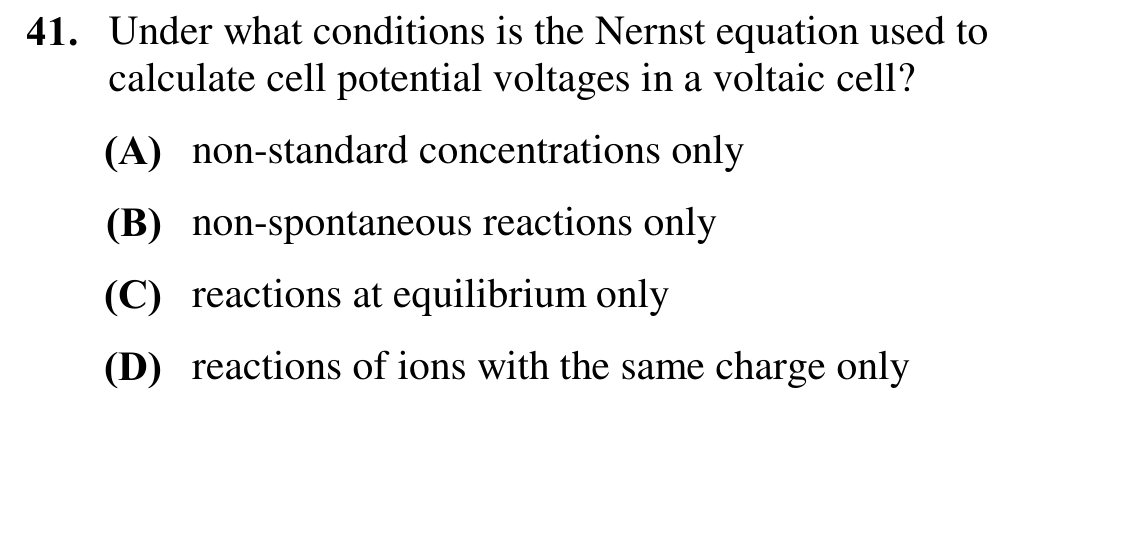 41. Under what conditions is the Nernst equation used to
calculate cell potential voltages in a voltaic cell?
(A) non-standard concentrations only
(B) non-spontaneous reactions only
(C) reactions at equilibrium only
(D) reactions of ions with the same charge only